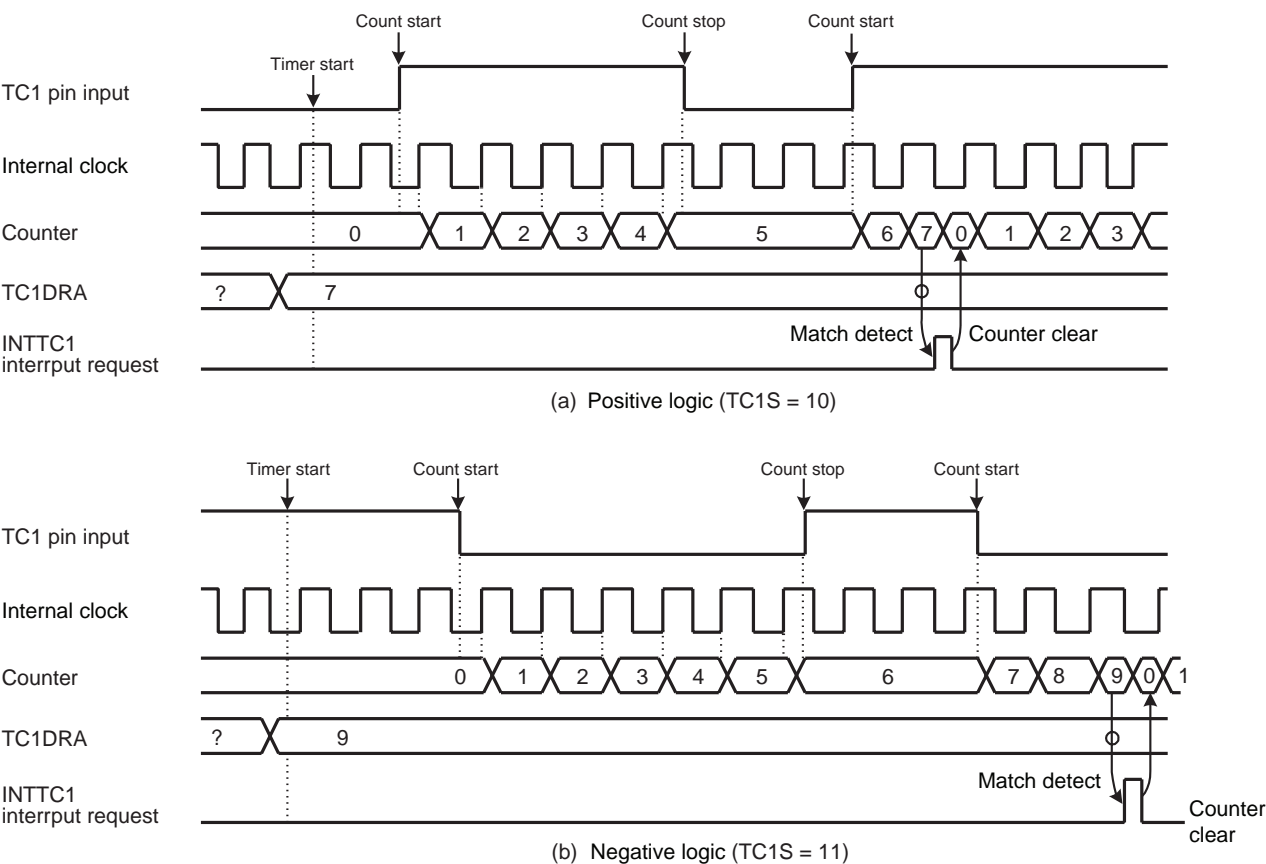 Count start
Count stop
Count start
Timer start
TC1 pin input
Internal clock
Counter
0 1 2 3 4 5 6 7 0 1 2 3
TC1DRA
? 7
INTTC1
interrput request
Match detect
Counter clear
(a) Positive logic (TC1S = 10)
Timer start
Count start
Count stop
Count start
TC1 pin input
Internal clock
Counter
0 1 2 3 4 5 6 7 8 9 0 1
TC1DRA
? 9
INTTC1
interrput request
Match detect
Counter
clear
(b) Negative logic (TC1S = 11)